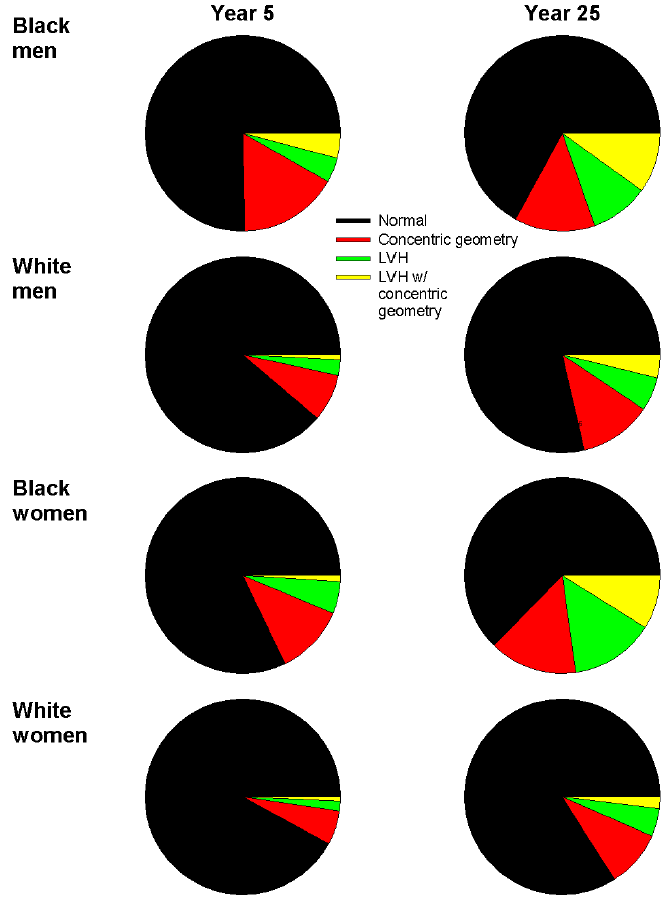 Year 5
Year 25
Black
men
Normal
Concentric geometry
LVH
LVH w/
concentric
geometry
White
men
Black
women
White
women